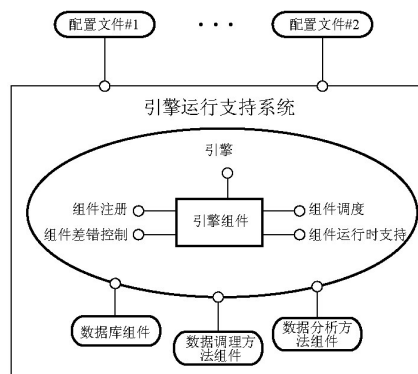 配置文件#1
· · ·
配置文件#2
引擎运行支持系统
引擎
组件注册
引擎组件
组件调度
组件差错控制
组件运行时支持
数据库组件
数据调理方
法组件
数据分析方
法组件